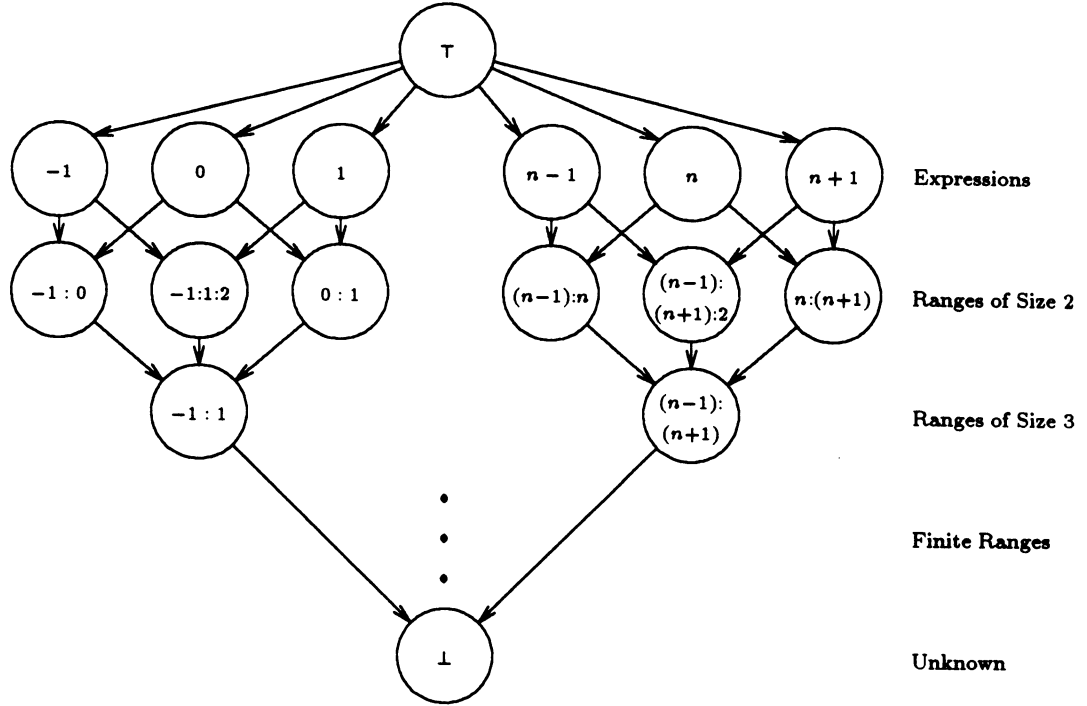 ⊤
−1
0
1
n − 1
n
n + 1
Expressions
−1 : 0
−1:1:2
0 : 1
(n−1):n
(n−1):
(n+1):2
n:(n+1)
Ranges of Size 2
−1 : 1
(n−1):
(n+1)
Ranges of Size 3
Finite Ranges
⊥
Unknown